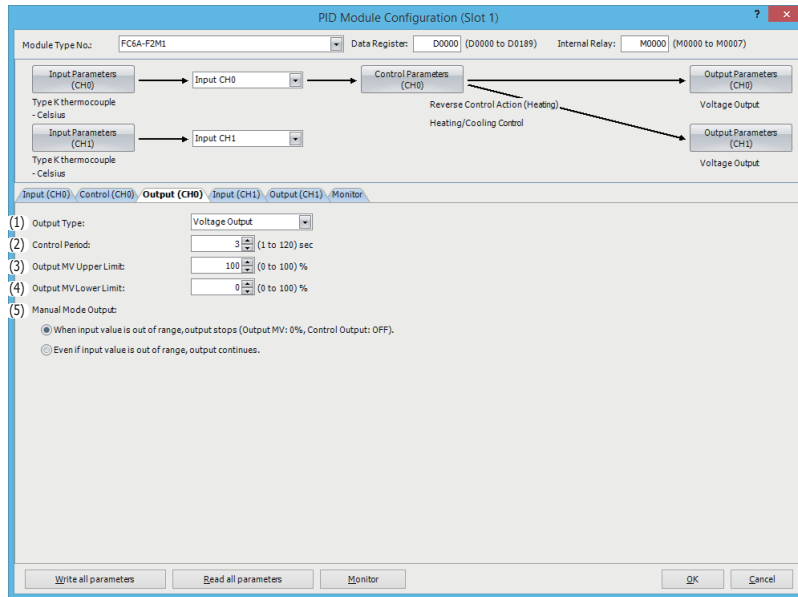 PID Module Configuration (Slot 1)
? ×
Module Type No.: FC6A-F2M1 Data Register: D0000 (D0000 to D0189) Internal Relay: M0000 (M0000 to M0007)
Input Parameters (CH0)
Input CH0
Control Parameters (CH0)
Output Parameters (CH0)
Type K thermocouple
- Celsius
Reverse Control Action (Heating)
Heating/Cooling Control
Voltage Output
Input Parameters (CH1)
Input CH1
Output Parameters (CH1)
Type K thermocouple
- Celsius
Voltage Output
Input (CH0) Control (CH0) Output (CH0) Input (CH1) Output (CH1) Monitor
(1) Output Type: Voltage Output
(2) Control Period: 3 (1 to 120) sec
(3) Output MV Upper Limit: 100 (0 to 100) %
(4) Output MV Lower Limit: 0 (0 to 100) %
(5) Manual Mode Output:
When input value is out of range, output stops (Output MV: 0%, Control Output: OFF).
Even if input value is out of range, output continues.
Write all parameters Read all parameters Monitor OK Cancel